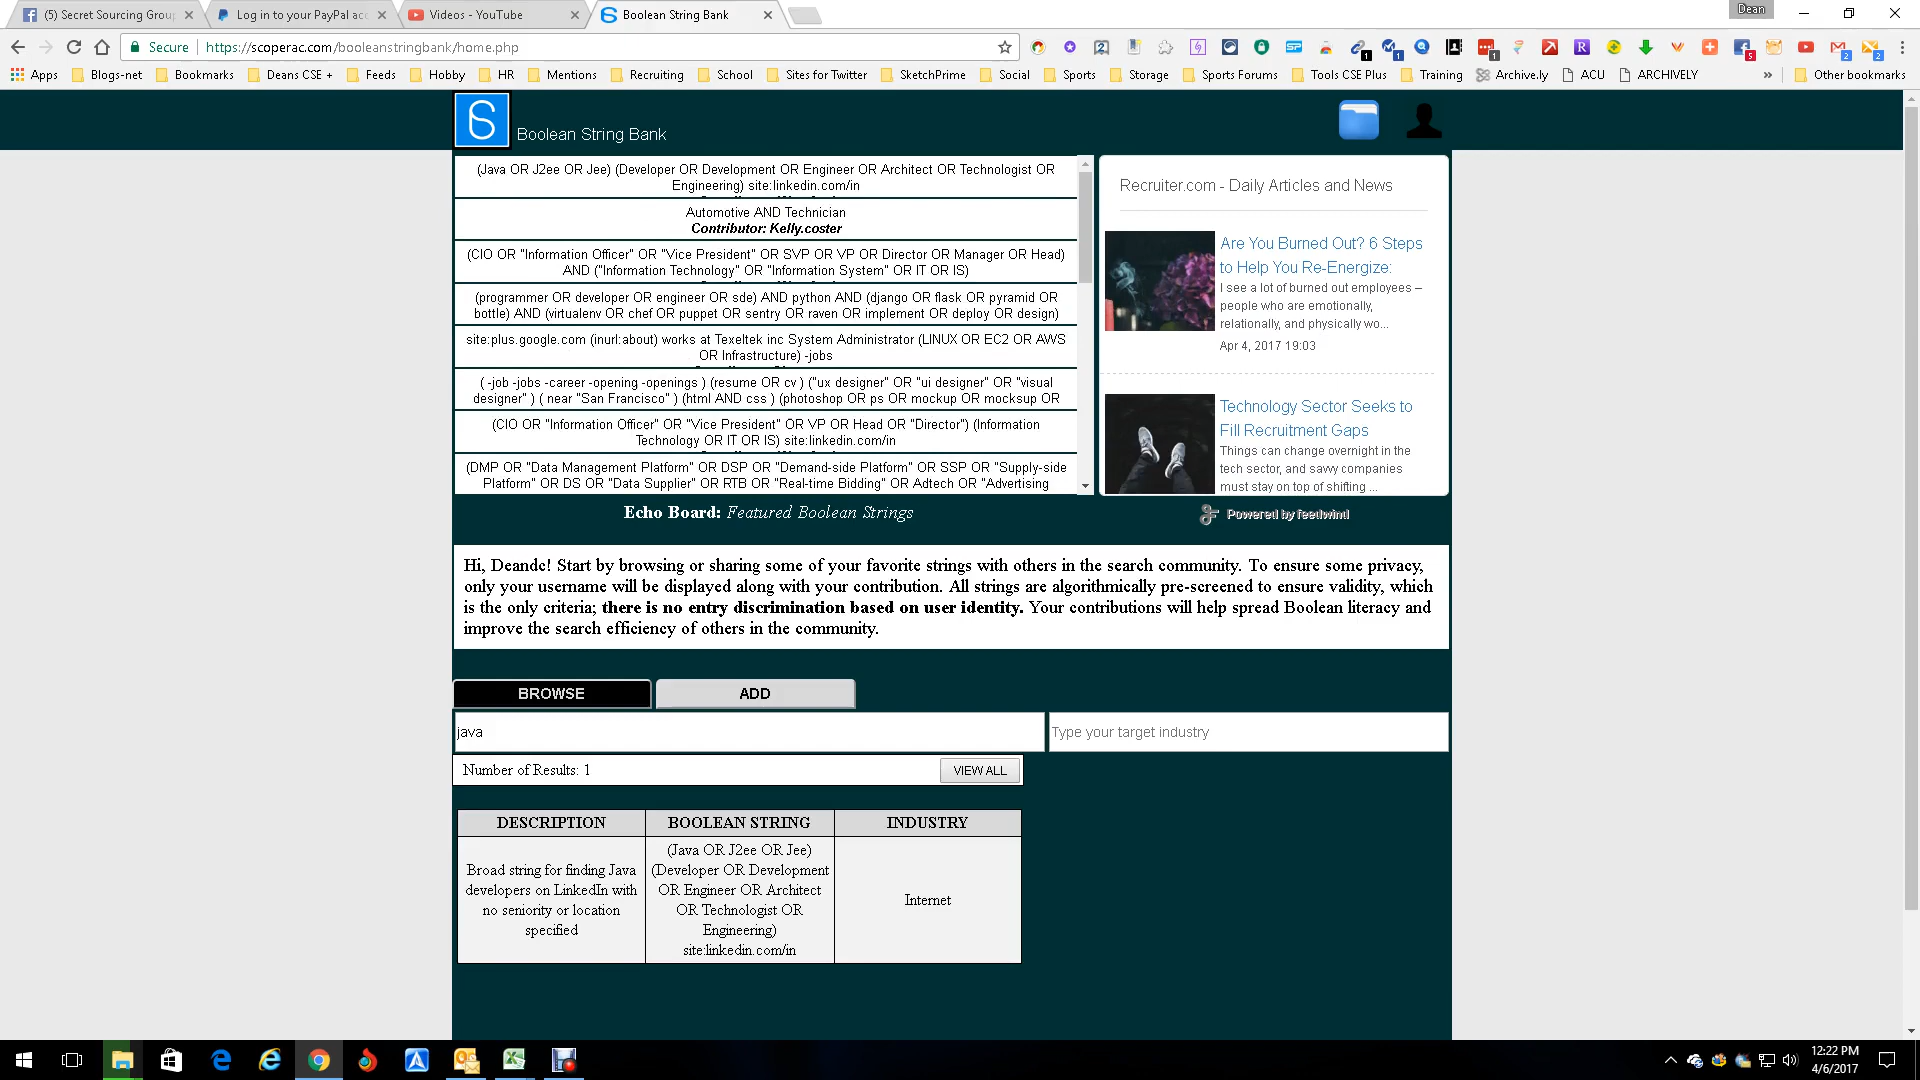 (5) Secret Sourcing Group
Log in to your PayPal acc
Videos - YouTube
Boolean String Bank
Dean
Secure
https://scoperac.com/booleanstringbank/home.php
Apps
Blogs-net
Bookmarks
Deans CSE +
Feeds
Hobby
HR
Mentions
Recruiting
School
Sites for Twitter
SketchPrime
Social
Sports
Storage
Sports Forums
Tools CSE Plus
Training
Archive.ly
ACU
ARCHIVELY
»
Other bookmarks
Boolean String Bank
(Java OR J2ee OR Jee) (Developer OR Development OR Engineer OR Architect OR Technologist OR
Engineering) site:linkedin.com/in
Automotive AND Technician
Contributor: Kelly.coster
(CIO OR "Information Officer" OR "Vice President" OR SVP OR VP OR Director OR Manager OR Head)
AND ("Information Technology" OR "Information System" OR IT OR IS)
(programmer OR developer OR engineer OR sde) AND python AND (django OR flask OR pyramid OR
bottle) AND (virtualenv OR chef OR puppet OR sentry OR raven OR implement OR deploy OR design)
site:plus.google.com (inurl:about) works at Texeltek inc System Administrator (LINUX OR EC2 OR AWS
OR Infrastructure) -jobs
( -job -jobs -career -opening -openings ) (resume OR cv ) ("ux designer" OR "ui designer" OR "visual
designer" ) ( near "San Francisco" ) (html AND css ) (photoshop OR ps OR mockup OR mocksup OR
(CIO OR "Information Officer" OR "Vice President" OR VP OR Head OR "Director") (Information
Technology OR IT OR IS) site:linkedin.com/in
(DMP OR "Data Management Platform" OR DSP OR "Demand-side Platform" OR SSP OR "Supply-side
Platform" OR DS OR "Data Supplier" OR RTB OR "Real-time Bidding" OR Adtech OR "Advertising
Echo Board: Featured Boolean Strings
Recruiter.com - Daily Articles and News
Are You Burned Out? 6 Steps
to Help You Re-Energize:
I see a lot of burned out employees –
people who are emotionally,
relationally, and physically wo...
Apr 4, 2017 19:03
Technology Sector Seeks to
Fill Recruitment Gaps
Things can change overnight in the
tech sector, and savvy companies
must stay on top of shifting ...
Powered by feedwind
Hi, Deandc! Start by browsing or sharing some of your favorite strings with others in the search community. To ensure some privacy,
only your username will be displayed along with your contribution. All strings are algorithmically pre-screened to ensure validity, which
is the only criteria; there is no entry discrimination based on user identity. Your contributions will help spread Boolean literacy and
improve the search efficiency of others in the community.
BROWSE
ADD
java
Type your target industry
Number of Results: 1
VIEW ALL
DESCRIPTION
BOOLEAN STRING
INDUSTRY
Broad string for finding Java
developers on LinkedIn with
no seniority or location
specified
(Java OR J2ee OR Jee)
(Developer OR Development
OR Engineer OR Architect
OR Technologist OR
Engineering)
site:linkedin.com/in
Internet
12:22 PM
4/6/2017